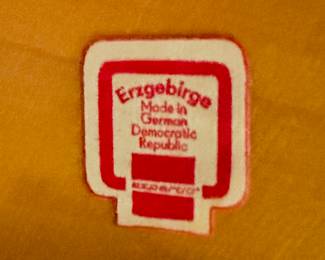 Erzgebirge
Made in
German
Democratic
Republic